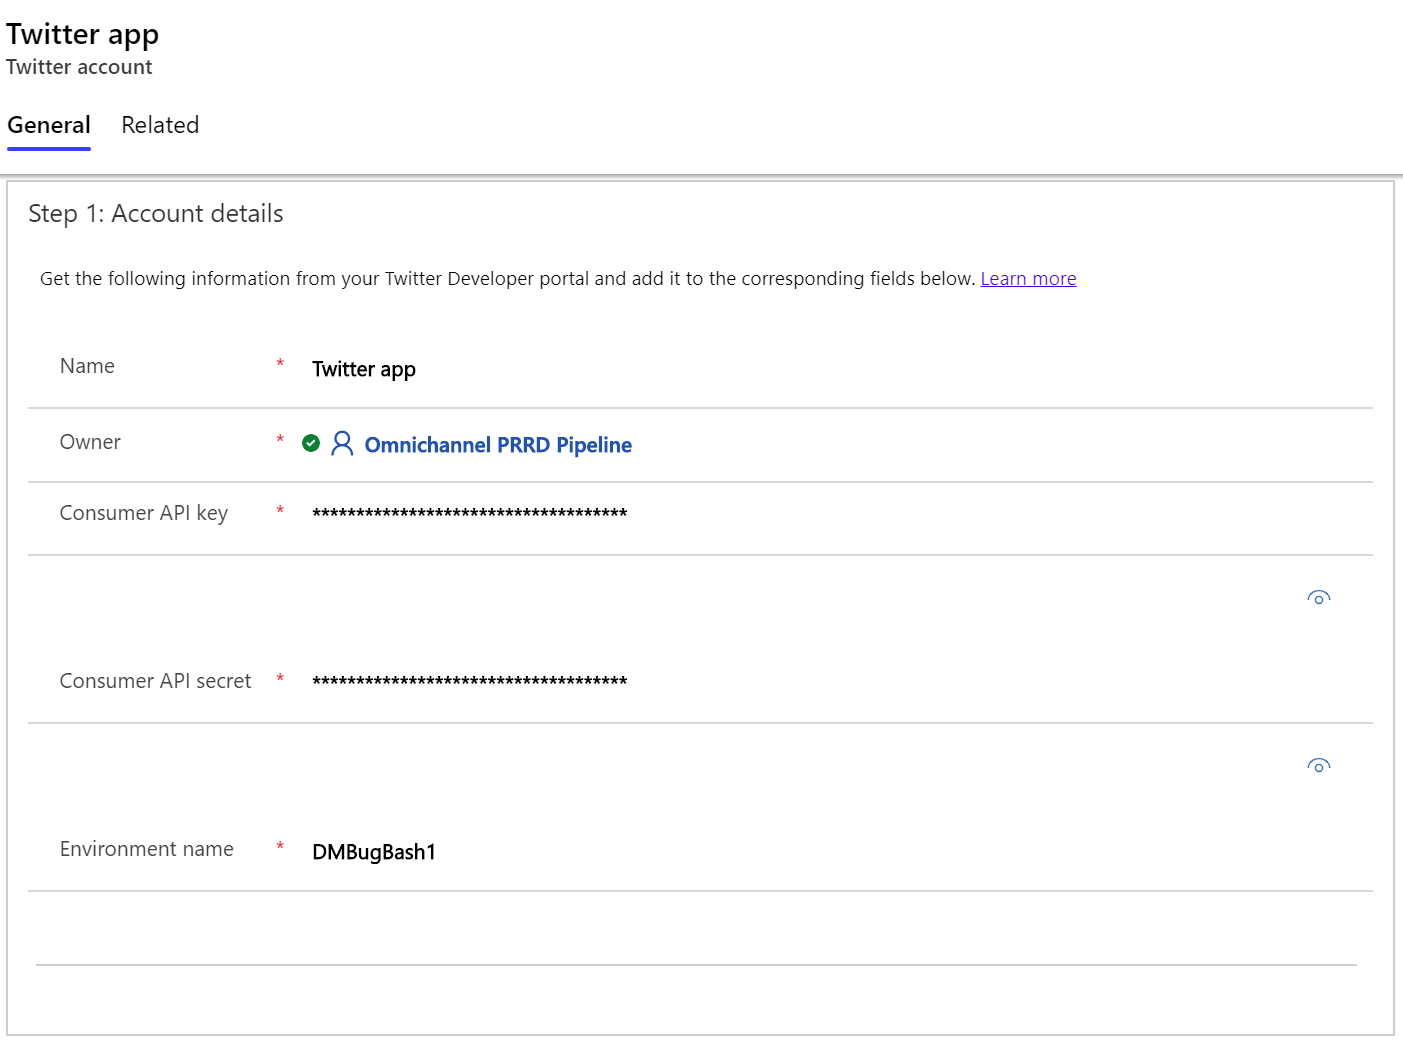 Twitter app
Twitter account
General Related
Step 1: Account details
Get the following information from your Twitter Developer portal and add it to the corresponding fields below. Learn more
Name * Twitter app
Owner * Omnichannel PRRD Pipeline
Consumer API key * ************************************
Consumer API secret * ************************************
Environment name * DMBugBash1